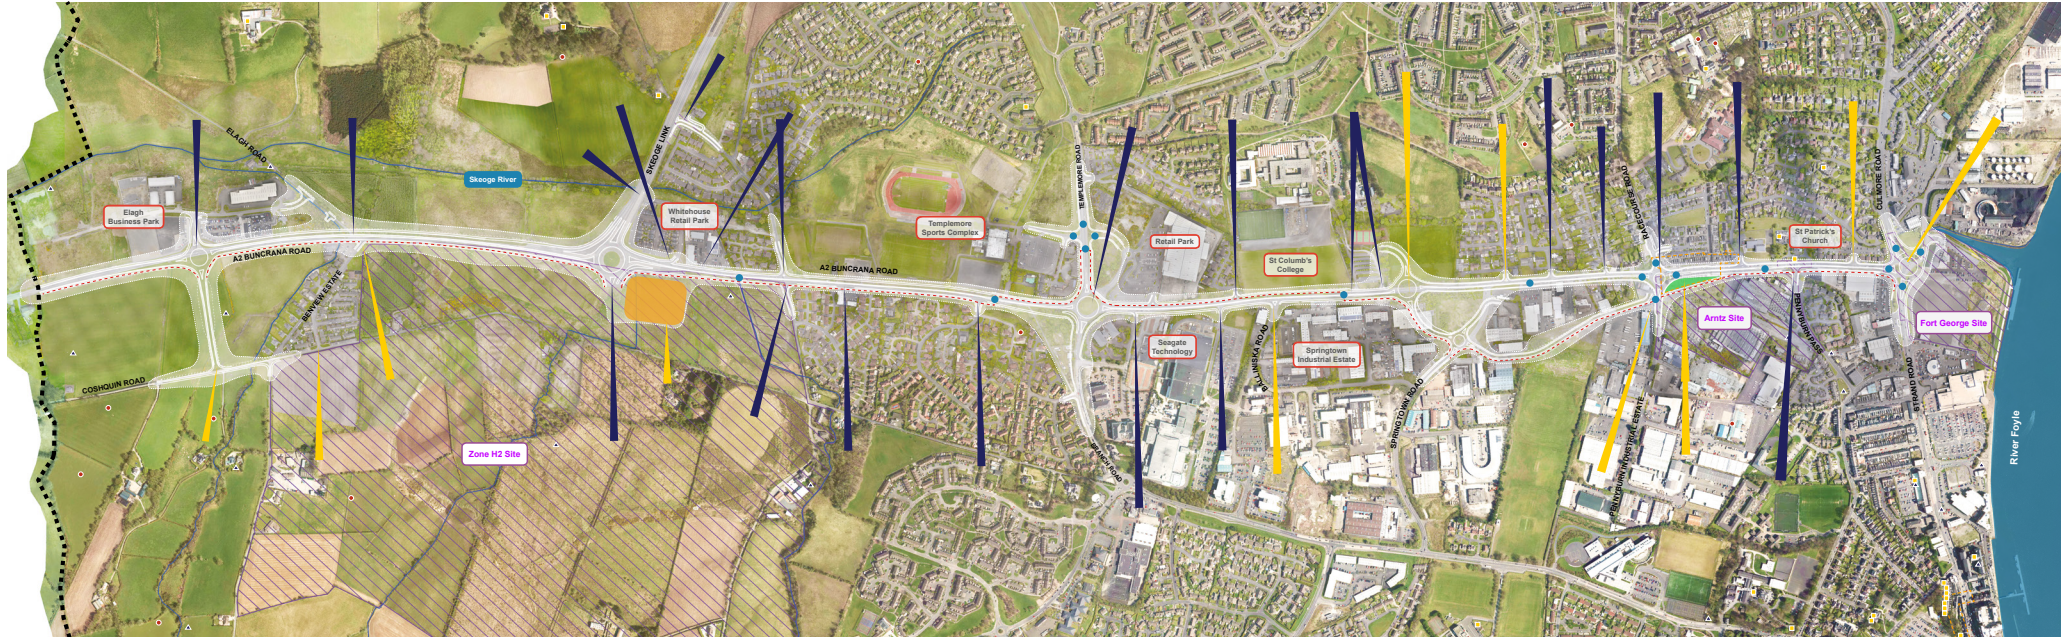 ELAGH ROAD
Skeoge River
SKEOGE LINK
Elagh
Business Park
A2 BUNCRANA ROAD
BENVIEW ESTATE
COSHQUIN ROAD
Whitehouse
Retail Park
Zone H2 Site
A2 BUNCRANA ROAD
Templemore
Sports Complex
TEMPLEMORE ROAD
Retail Park
Seagate
Technology
BRANCH ROAD
BALLINISKA ROAD
St Columb's
College
Springtown
Industrial Estate
SPRINGTOWN ROAD
RACECOURSE ROAD
PENNYBURN INDUSTRIAL ESTATE
Arntz Site
PENNYBURN PASS
St Patrick's
Church
CULMORE ROAD
Fort George Site
STRAND ROAD
River Foyle